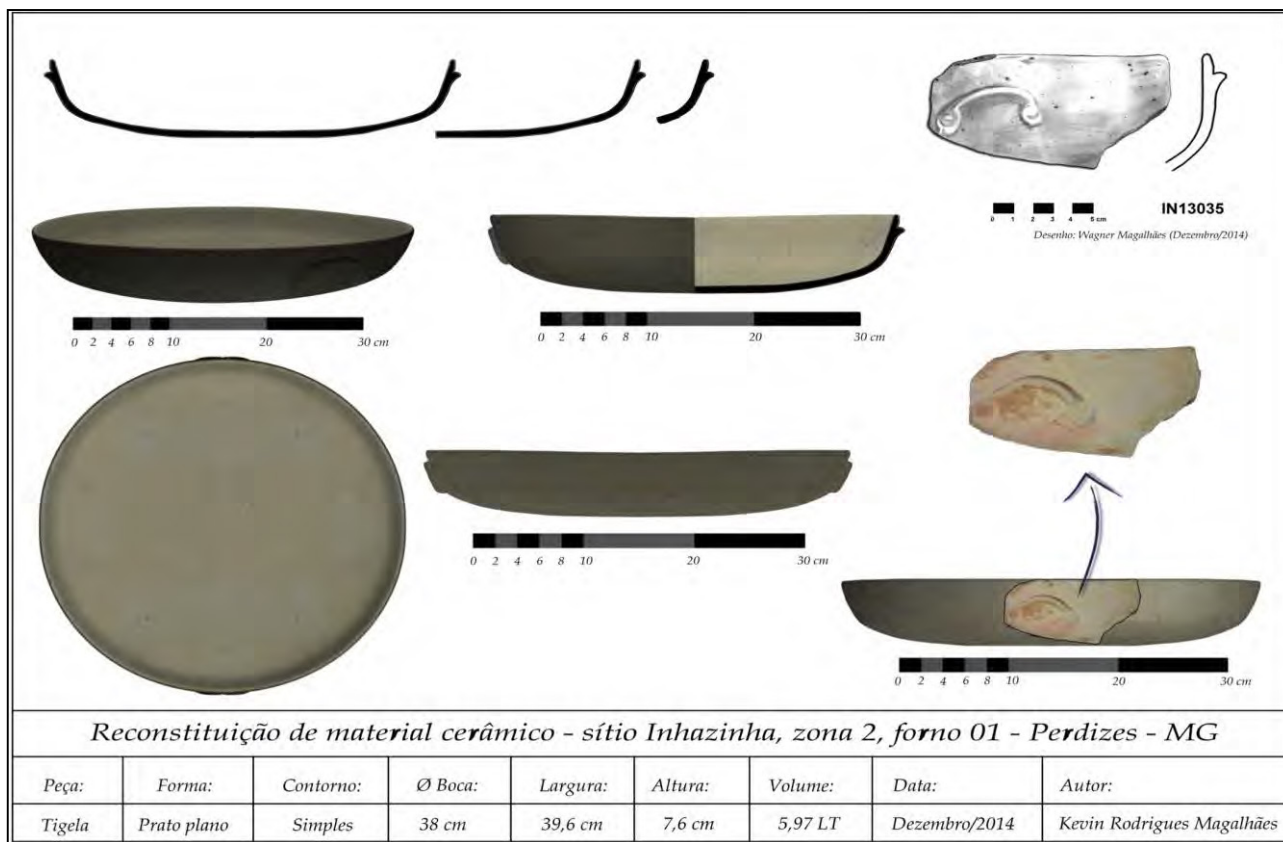 0 1 2 3 4 5 cm
IN13035
Desenho: Wagner Magalhães (Dezembro/2014)
0 2 4 6 8 10 20 30 cm
0 2 4 6 8 10 20 30 cm
0 2 4 6 8 10 20 30 cm
0 2 4 6 8 10 20 30 cm
Reconstituição de material cerâmico - sítio Inhazinha, zona 2, forno 01 - Perdizes - MG
Peça: Forma: Contorno: Ø Boca: Largura: Altura: Volume: Data: Autor:
Tigela Prato plano Simples 38 cm 39,6 cm 7,6 cm 5,97 LT Dezembro/2014 Kevin Rodrigues Magalhães